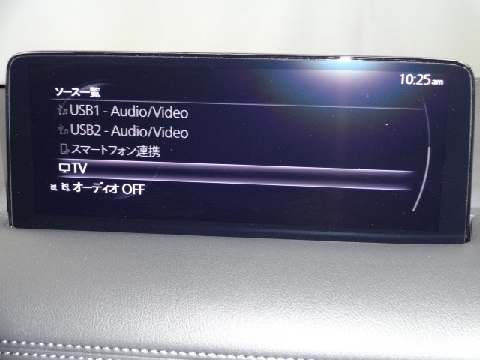 10:25am
ソース一覧
USB1 - Audio/Video
USB2 - Audio/Video
スマートフォン連携
TV
オーディオ OFF